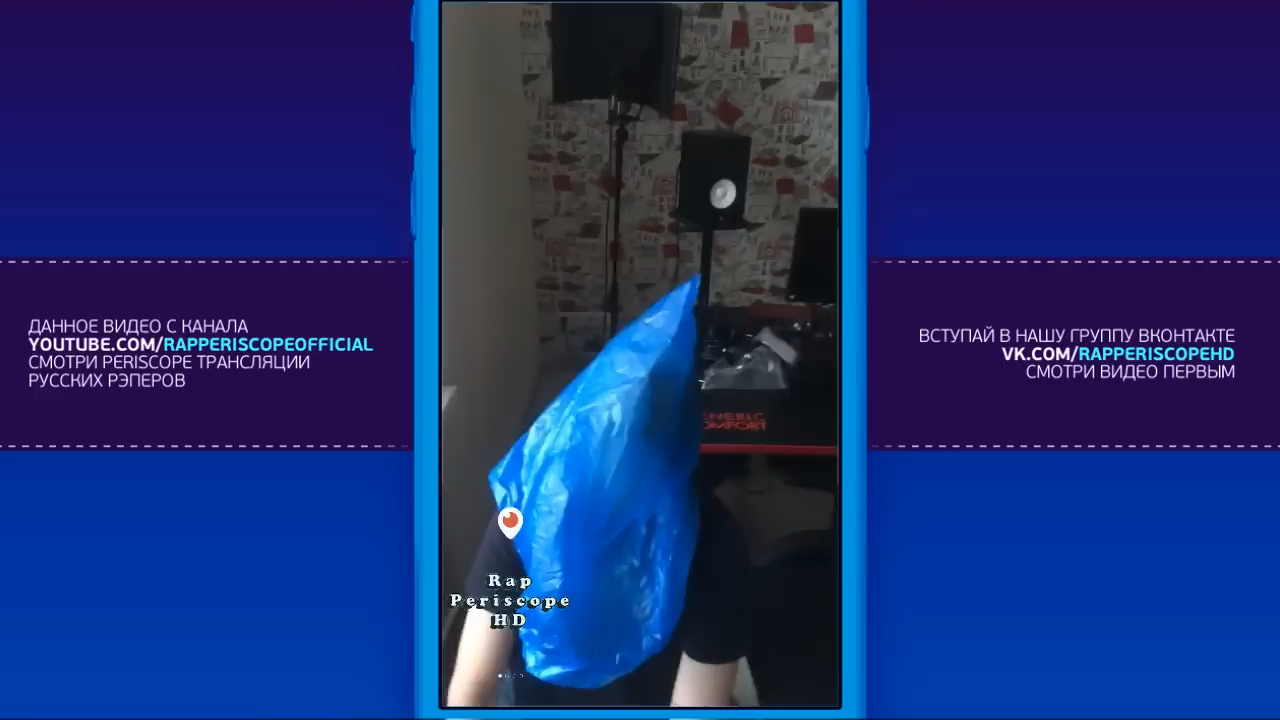 ДАННОЕ ВИДЕО С КАНАЛА
YOUTUBE.COM/RAPPERISCOPEOFFICIAL
СМОТРИ PERISCOPE ТРАНСЛЯЦИИ
РУССКИХ РЭПЕРОВ
ВСТУПАЙ В НАШУ ГРУППУ ВКОНТАКТЕ
VK.COM/RAPPERISCOPEHD
СМОТРИ ВИДЕО ПЕРВЫМ
Rap
Periscope
HD